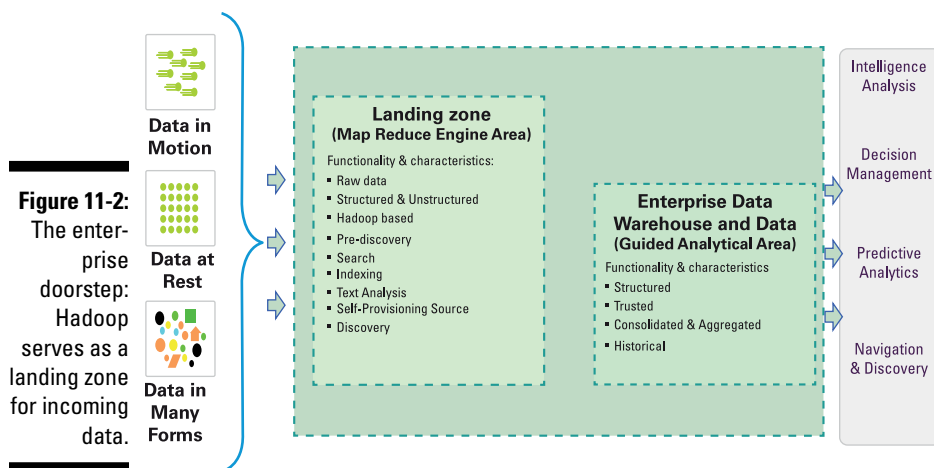 Figure 11-2:
The enter-
prise
doorstep:
Hadoop
serves as a
landing zone
for incoming
data.
Data in
Motion
Data at
Rest
Data in
Many
Forms
Landing zone
(Map Reduce Engine Area)
Functionality & characteristics:
▪ Raw data
▪ Structured & Unstructured
▪ Hadoop based
▪ Pre-discovery
▪ Search
▪ Indexing
▪ Text Analysis
▪ Self-Provisioning Source
▪ Discovery
Enterprise Data
Warehouse and Data
(Guided Analytical Area)
Functionality & characteristics
▪ Structured
▪ Trusted
▪ Consolidated & Aggregated
▪ Historical
Intelligence
Analysis
Decision
Management
Predictive
Analytics
Navigation
& Discovery